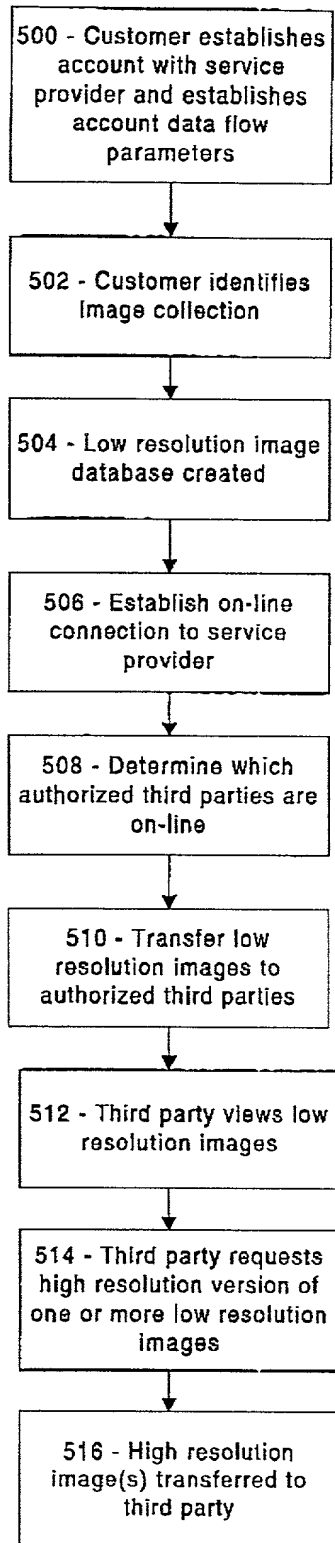 500 - Customer establishes
account with service
provider and establishes
account data flow
parameters
502 - Customer identifies
image collection
504 - Low resolution image
database created
506 - Establish on-line
connection to service
provider
508 - Determine which
authorized third parties are
on-line
510 - Transfer low
resolution images to
authorized third parties
512 - Third party views low
resolution images
514 - Third party requests
high resolution version of
one or more low resolution
images
516 - High resolution
image(s) transferred to
third party